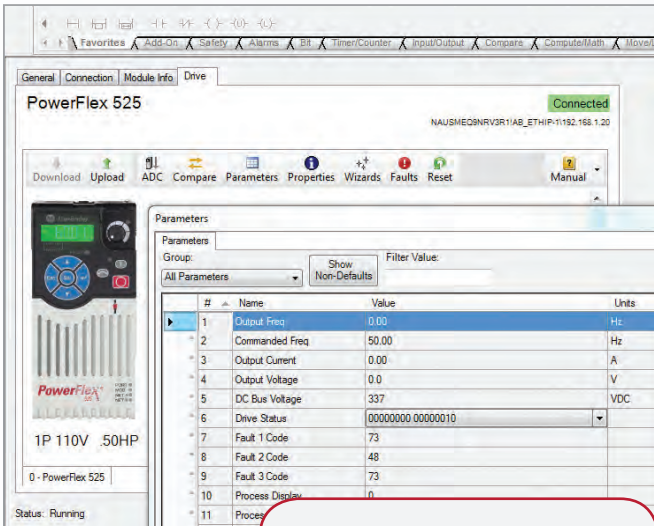 Favorites Add-On Safety Alarms Bit Timer/Counter Input/Output Compare Compute/Math Move/L
General Connection Module Info Drive
PowerFlex 525
Connected
NAUSMEQ9NRV3R1\AB_ETHIP-1\192.168.1.20
Download Upload ADC Compare Parameters Properties Wizards Faults Reset Manual
Parameters
Parameters
Group:
Show
Filter Value:
All Parameters
Non-Defaults
# Name Value Units
1 Output Freq 0.00 Hz
2 Commanded Freq 50.00 Hz
3 Output Current 0.00 A
4 Output Voltage 0.0 V
5 DC Bus Voltage 337 VDC
6 Drive Status 00000000 00000010
7 Fault 1 Code 73
8 Fault 2 Code 48
9 Fault 3 Code 73
10 Process Display 0
11 Proces
PowerFlex
1P 110V .50HP
0 - PowerFlex 525
Status: Running